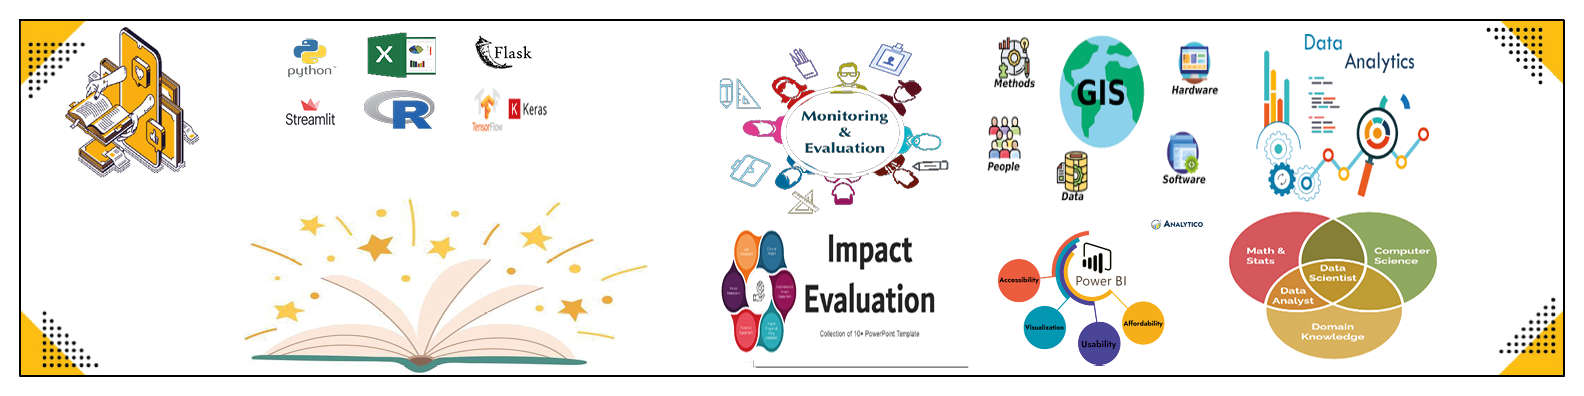 python
X
Flask
Streamlit
R
TensorFlow
K Keras
Monitoring
&
Evaluation
Impact
Evaluation
Collection of 10+ PowerPoint Template
Methods
GIS
Hardware
People
Data
Software
ANALYTICO
Power BI
Accessibility
Visualization
Usability
Affordability
Data
Analytics
Math &
Stats
Computer
Science
Data
Scientist
Data
Analyst
Domain
Knowledge